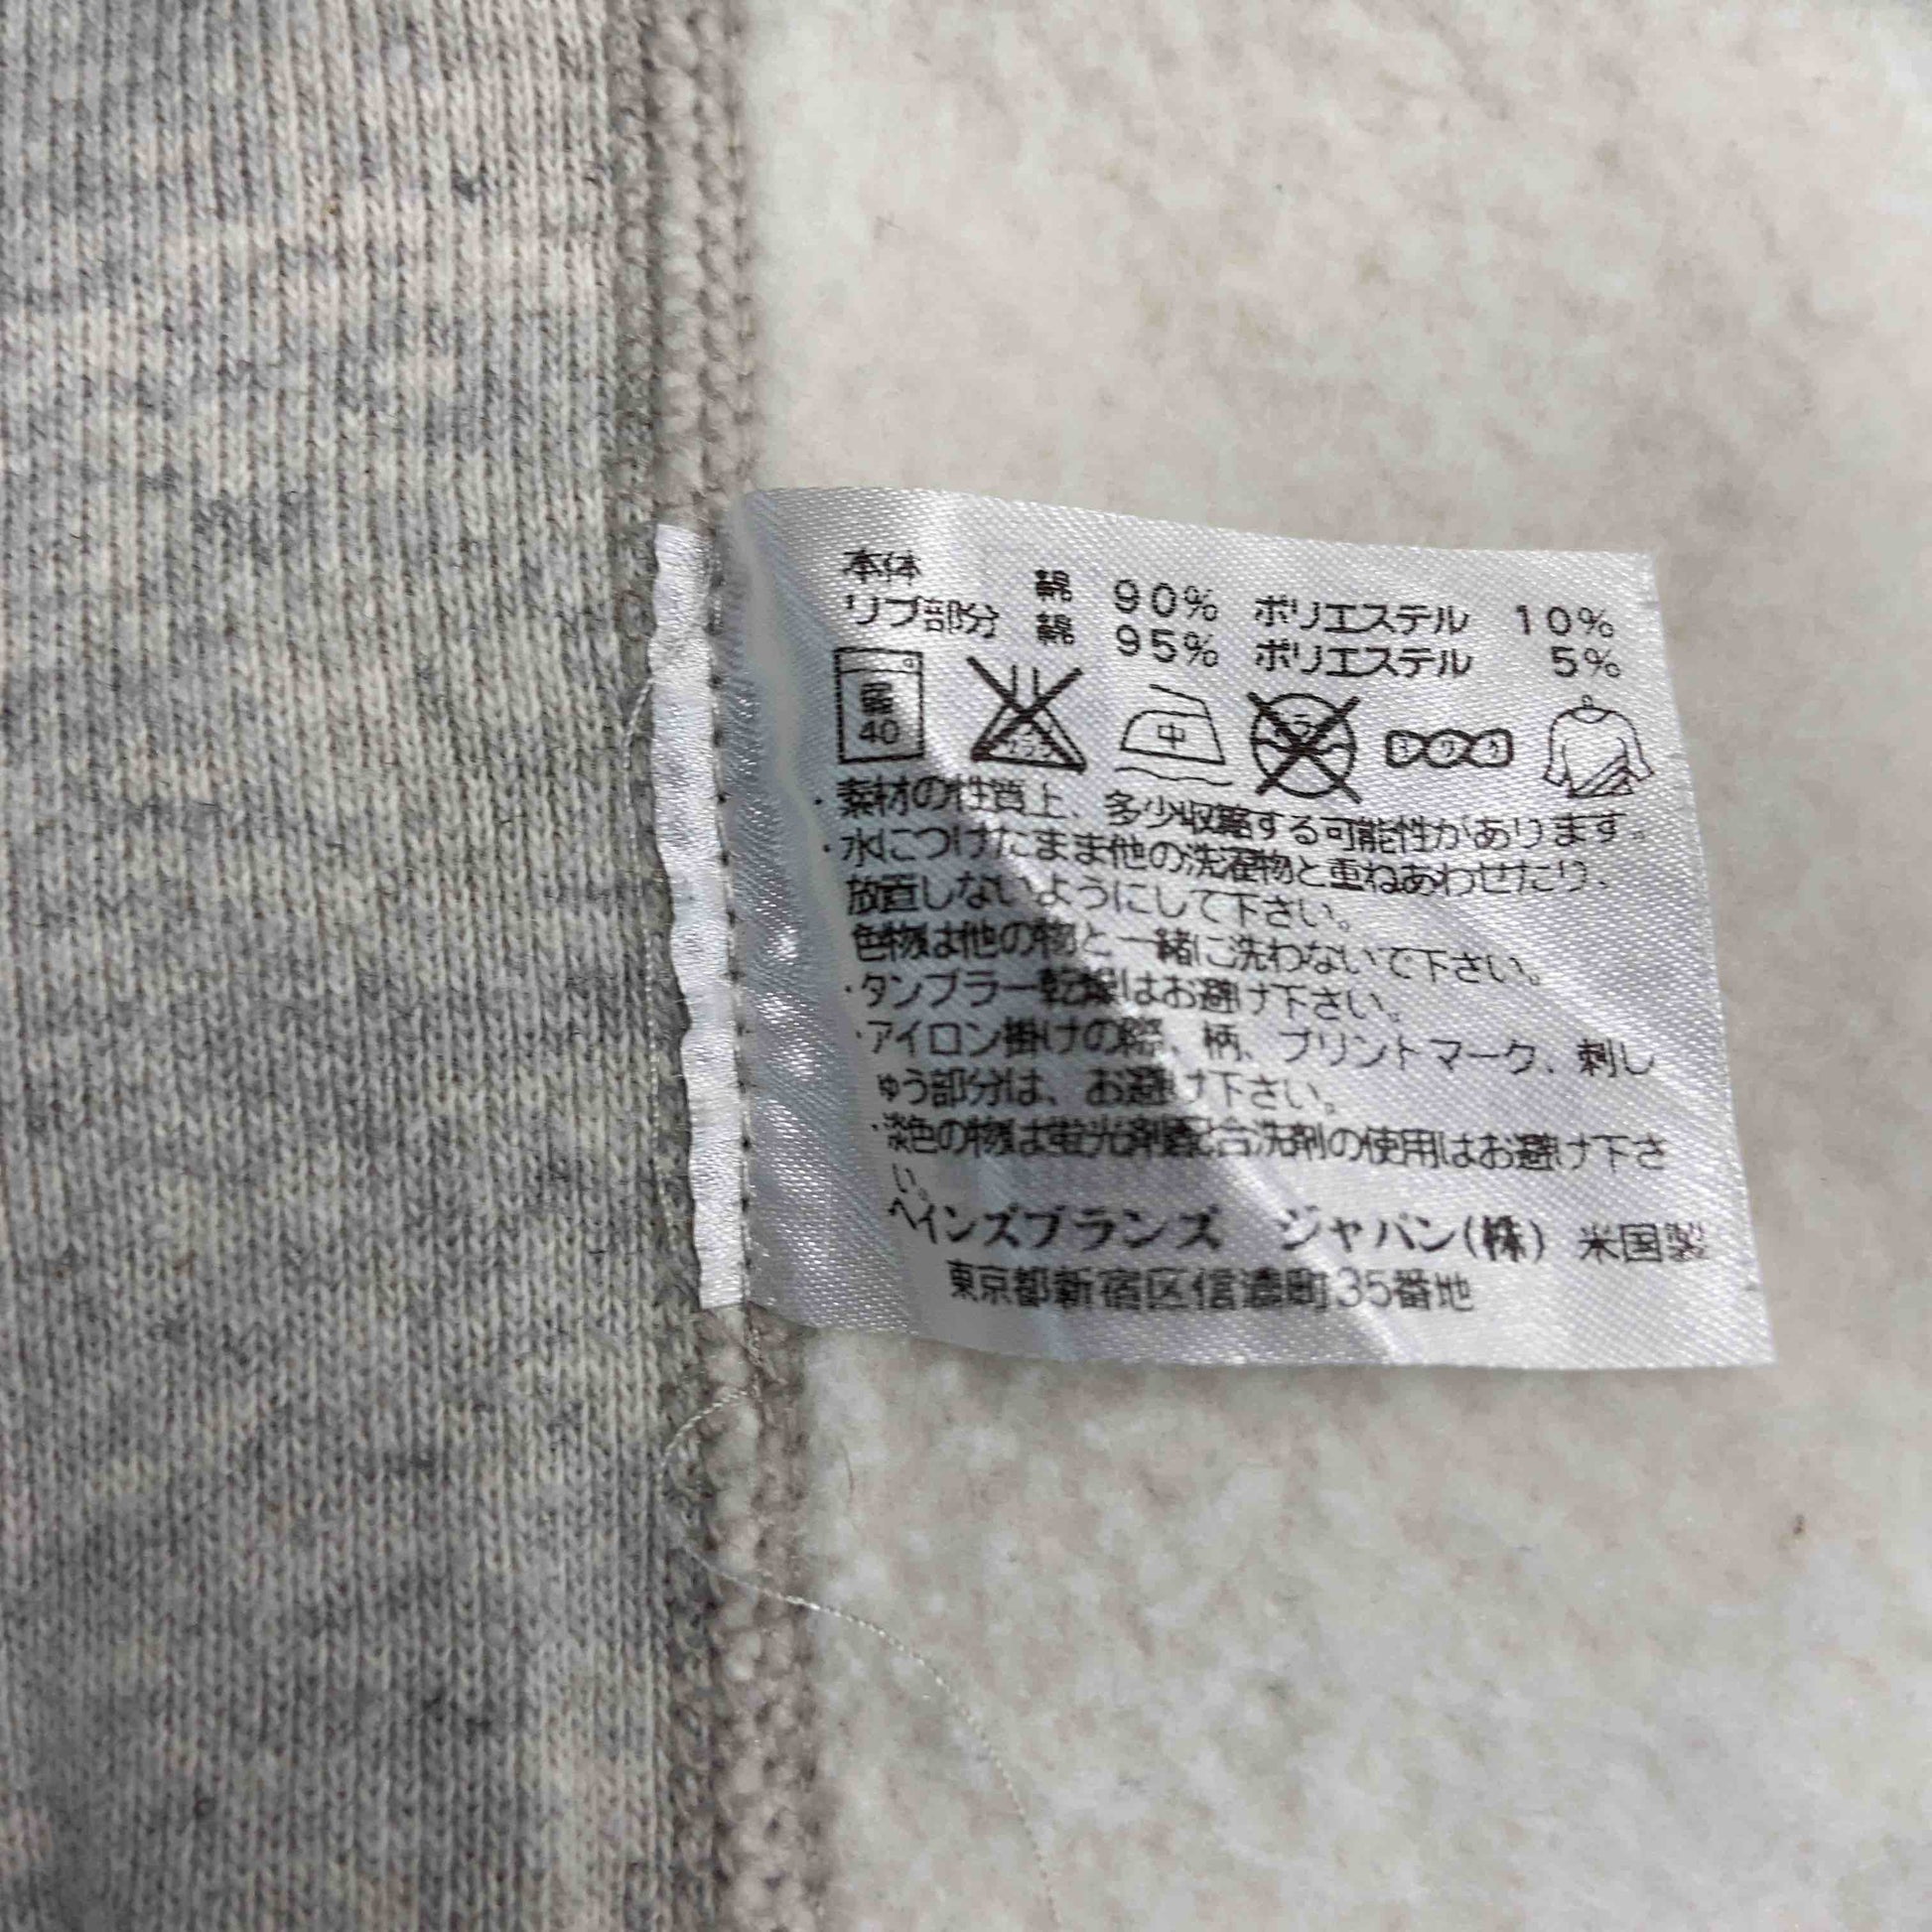 本体 綿 90% ポリエステル 10%
リブ部分 綿 95% ポリエステル 5%
40 中
・素材の性質上、多少収縮する可能性があります。
・水につけたまま他の洗濯物と重ねあわせたり、
放置しないようにして下さい。
色物は他の物と一緒に洗わないで下さい。
・タンブラー乾燥はお避け下さい。
・アイロン掛けの際、柄、プリントマーク、刺し
ゅう部分は、お避け下さい。
・淡色の物は蛍光剤配合洗剤の使用はお避け下さ
い。
ヘインズブランズ ジャパン(株) 米国製
東京都新宿区信濃町35番地